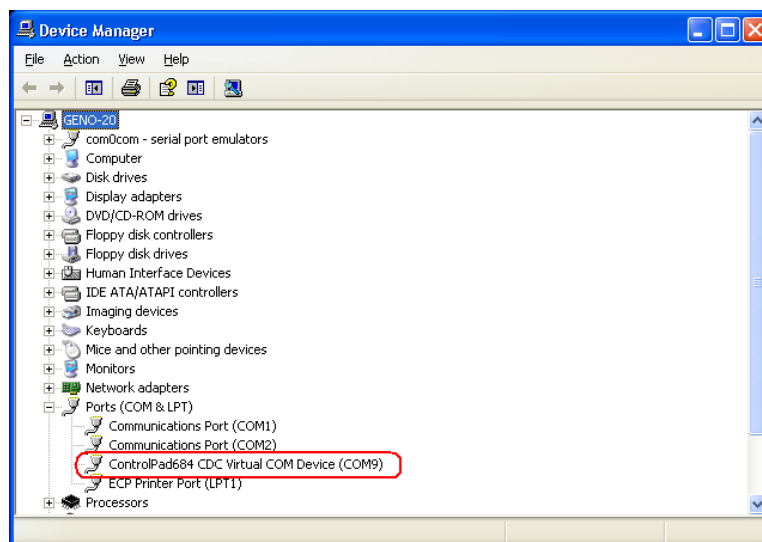 Device Manager
File Action View Help
GENO-20
com0com - serial port emulators
Computer
Disk drives
Display adapters
DVD/CD-ROM drives
Floppy disk controllers
Floppy disk drives
Human Interface Devices
IDE ATA/ATAPI controllers
Imaging devices
Keyboards
Mice and other pointing devices
Monitors
Network adapters
Ports (COM & LPT)
Communications Port (COM1)
Communications Port (COM2)
ControlPad684 CDC Virtual COM Device (COM9)
ECP Printer Port (LPT1)
Processors